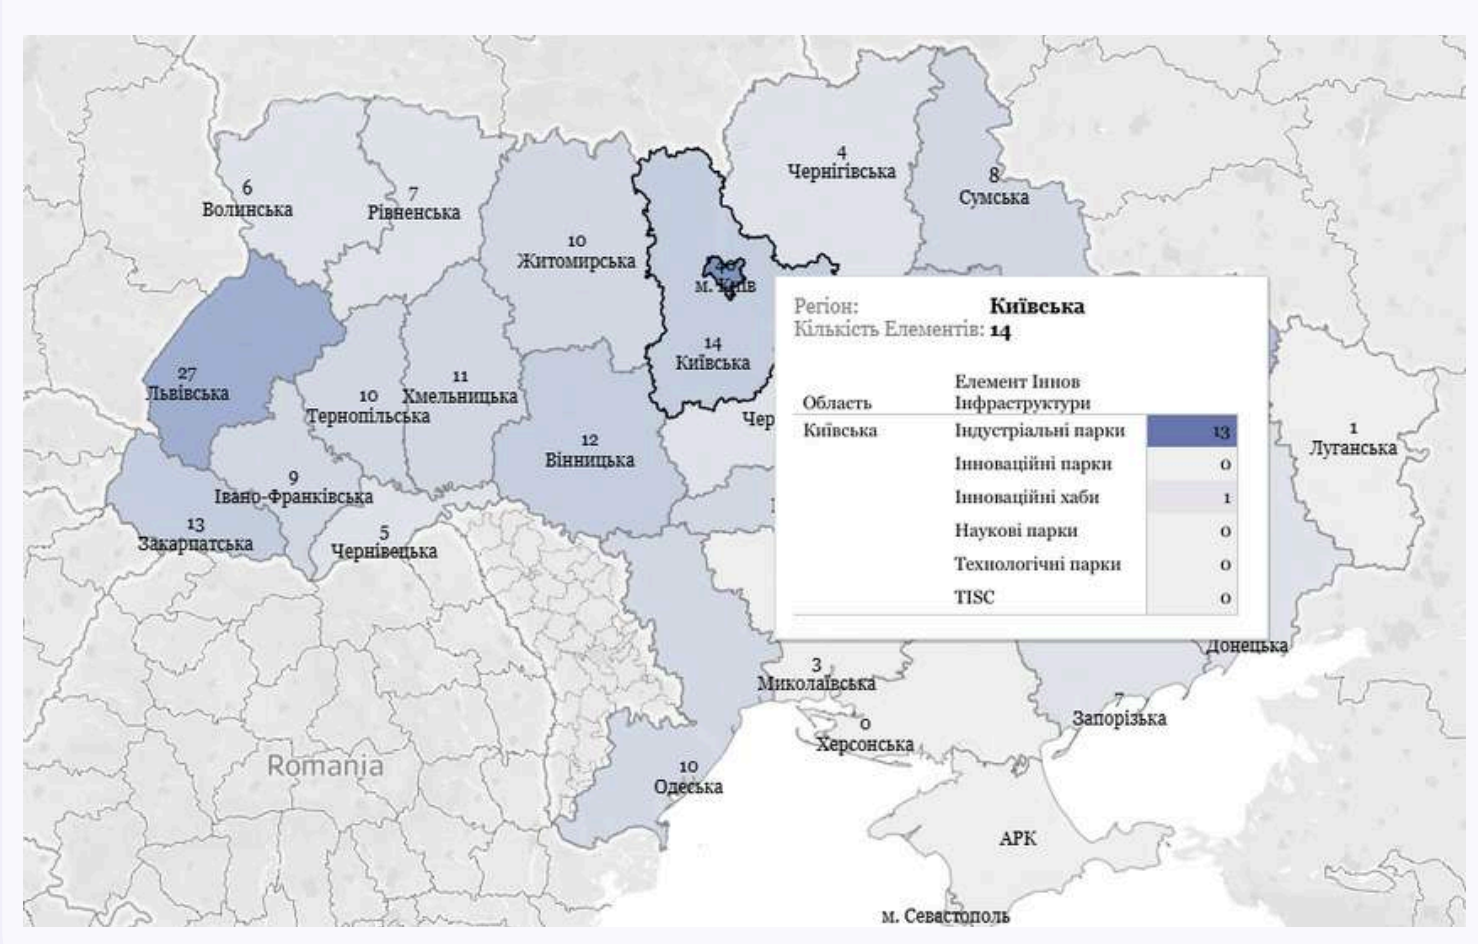 4
Чернігівська
8
Сумська
6
Волинська
7
Рівненська
10
Житомирська
м. Київ
14
Київська
27
Львівська
10
Тернопільська
11
Хмельницька
12
Вінницька
9
Івано-Франківська
13
Закарпатська
5
Чернівецька
Чер
Регіон: Київська
Кількість Елементів: 14
Елемент Іннов
Область Інфраструктури
Київська Індустріальні парки 13
Інноваційні парки 0
Інноваційні хаби 1
Наукові парки 0
Технологічні парки 0
TISC 0
1
Луганська
Донецька
3
Миколаївська
7
Запорізька
0
Херсонська
10
Одеська
Romania
АРК
м. Севастополь